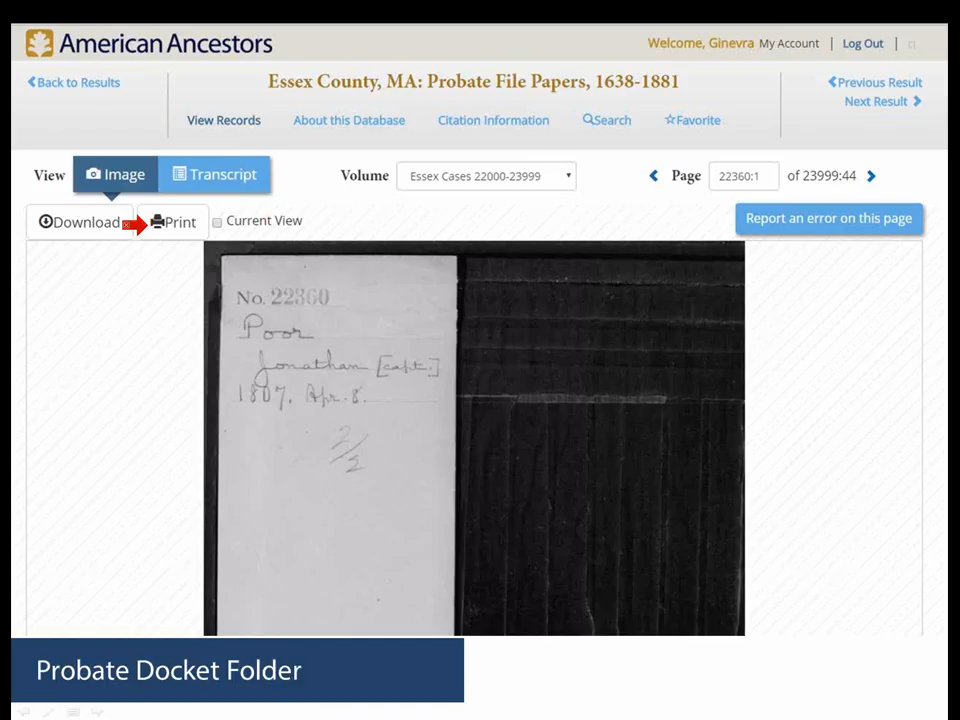 American Ancestors
Welcome, Ginevra My Account | Log Out |
Back to Results
Essex County, MA: Probate File Papers, 1638-1881
Previous Result
Next Result
View Records About this Database Citation Information Search Favorite
View Image Transcript Volume Essex Cases 22000-23999 Page 22360:1 of 23999:44
Download Print Current View
Report an error on this page
No. 22360
Poor
Jonathan [capt.]
1807, Apr. 8.
2/2
Probate Docket Folder